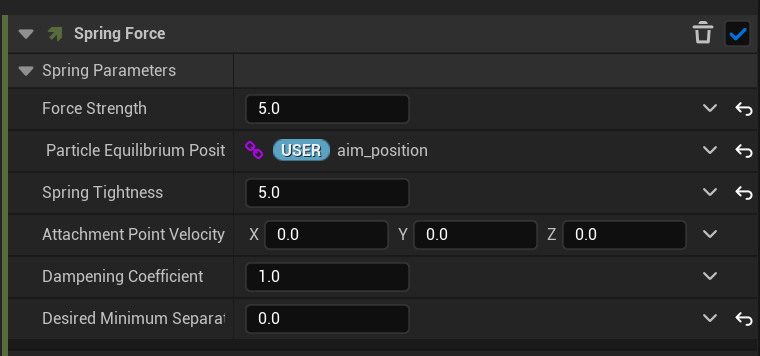 Spring Force
Spring Parameters
Force Strength 5.0
Particle Equilibrium Posit USER aim_position
Spring Tightness 5.0
Attachment Point Velocity X 0.0 Y 0.0 Z 0.0
Dampening Coefficient 1.0
Desired Minimum Separat 0.0